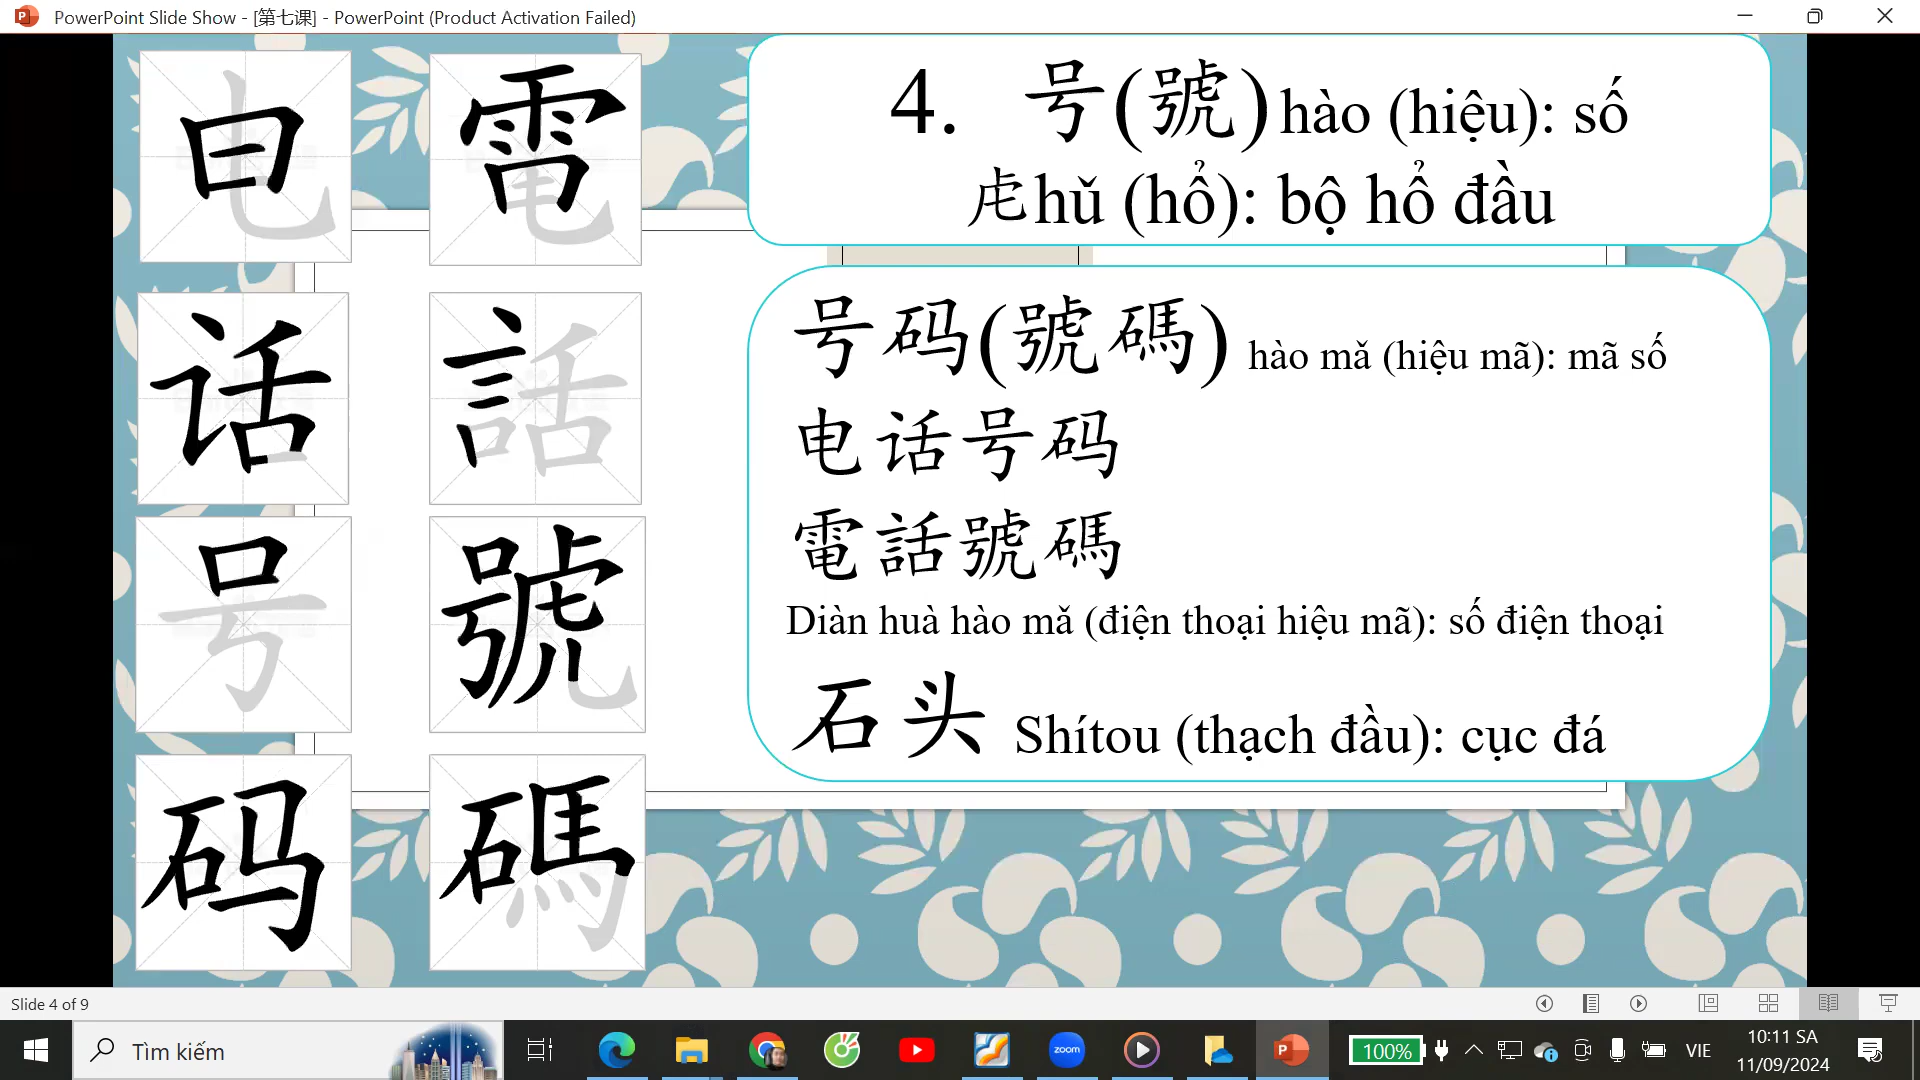 PowerPoint Slide Show - [第七课] - PowerPoint (Product Activation Failed)
电 電
话 話
号 號
码 碼
4. 号(號)hào (hiệu): số
虍hǔ (hổ): bộ hổ đầu
号码(號碼) hào mǎ (hiệu mã): mã số
电话号码
電話號碼
Diàn huà hào mǎ (điện thoại hiệu mã): số điện thoại
石头 Shítou (thạch đầu): cục đá
Slide 4 of 9
Tìm kiếm
zoom
100%
VIE
10:11 SA
11/09/2024